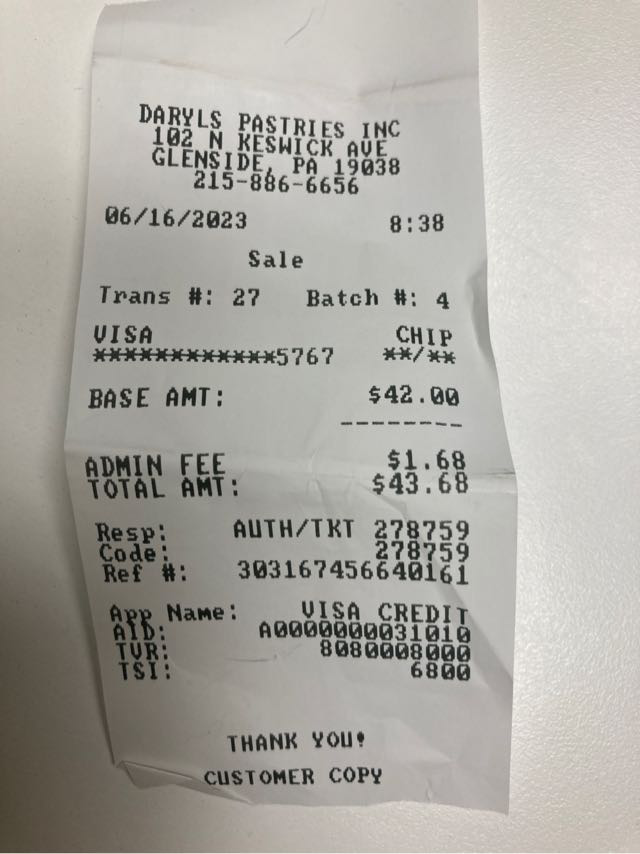 DARYLS PASTRIES INC
102 N KESWICK AVE
GLENSIDE, PA 19038
215-886-6656
06/16/2023 8:38
Sale
Trans #: 27 Batch #: 4
VISA CHIP
************5767 **/**
BASE AMT: $42.00
--------
ADMIN FEE $1.68
TOTAL AMT: $43.68
Resp: AUTH/TKT 278759
Code: 278759
Ref #: 303167456640161
App Name: VISA CREDIT
AID: A0000000031010
TVR: 8080008000
TSI: 6800
THANK YOU!
CUSTOMER COPY